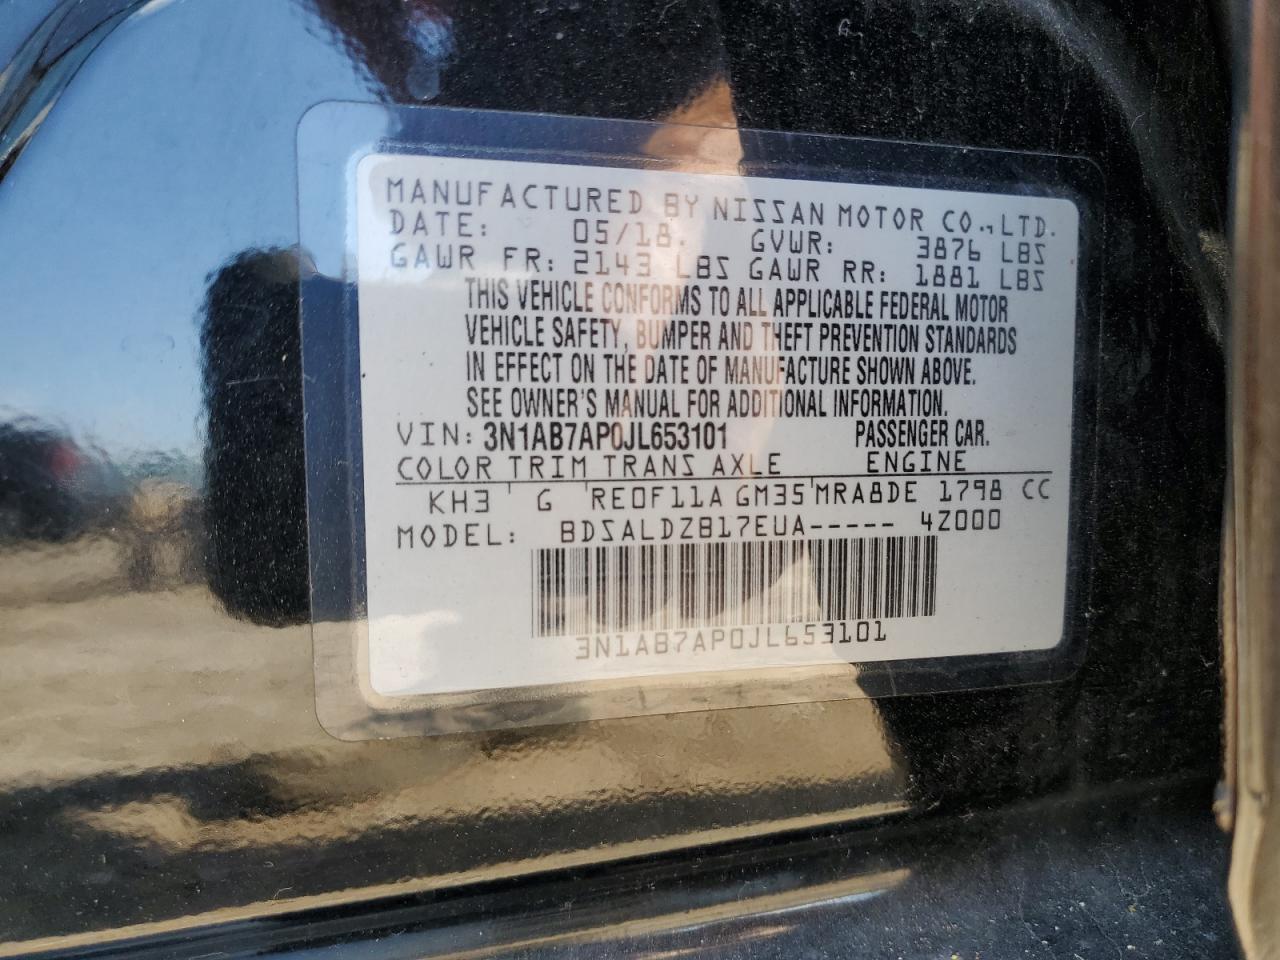 MANUFACTURED BY NISSAN MOTOR CO., LTD.
DATE: 05/18. GVWR: 3876 LBS
GAWR FR: 2143 LBS GAWR RR: 1881 LBS
THIS VEHICLE CONFORMS TO ALL APPLICABLE FEDERAL MOTOR
VEHICLE SAFETY, BUMPER AND THEFT PREVENTION STANDARDS
IN EFFECT ON THE DATE OF MANUFACTURE SHOWN ABOVE.
SEE OWNER'S MANUAL FOR ADDITIONAL INFORMATION.
VIN: 3N1AB7AP0JL653101 PASSENGER CAR.
COLOR TRIM TRANS AXLE ENGINE
KH3 G RE0F11A GM35 MRA8DE 1798 CC
MODEL: BDSALDZB17EUA----- 4Z000
3N1AB7AP0JL653101